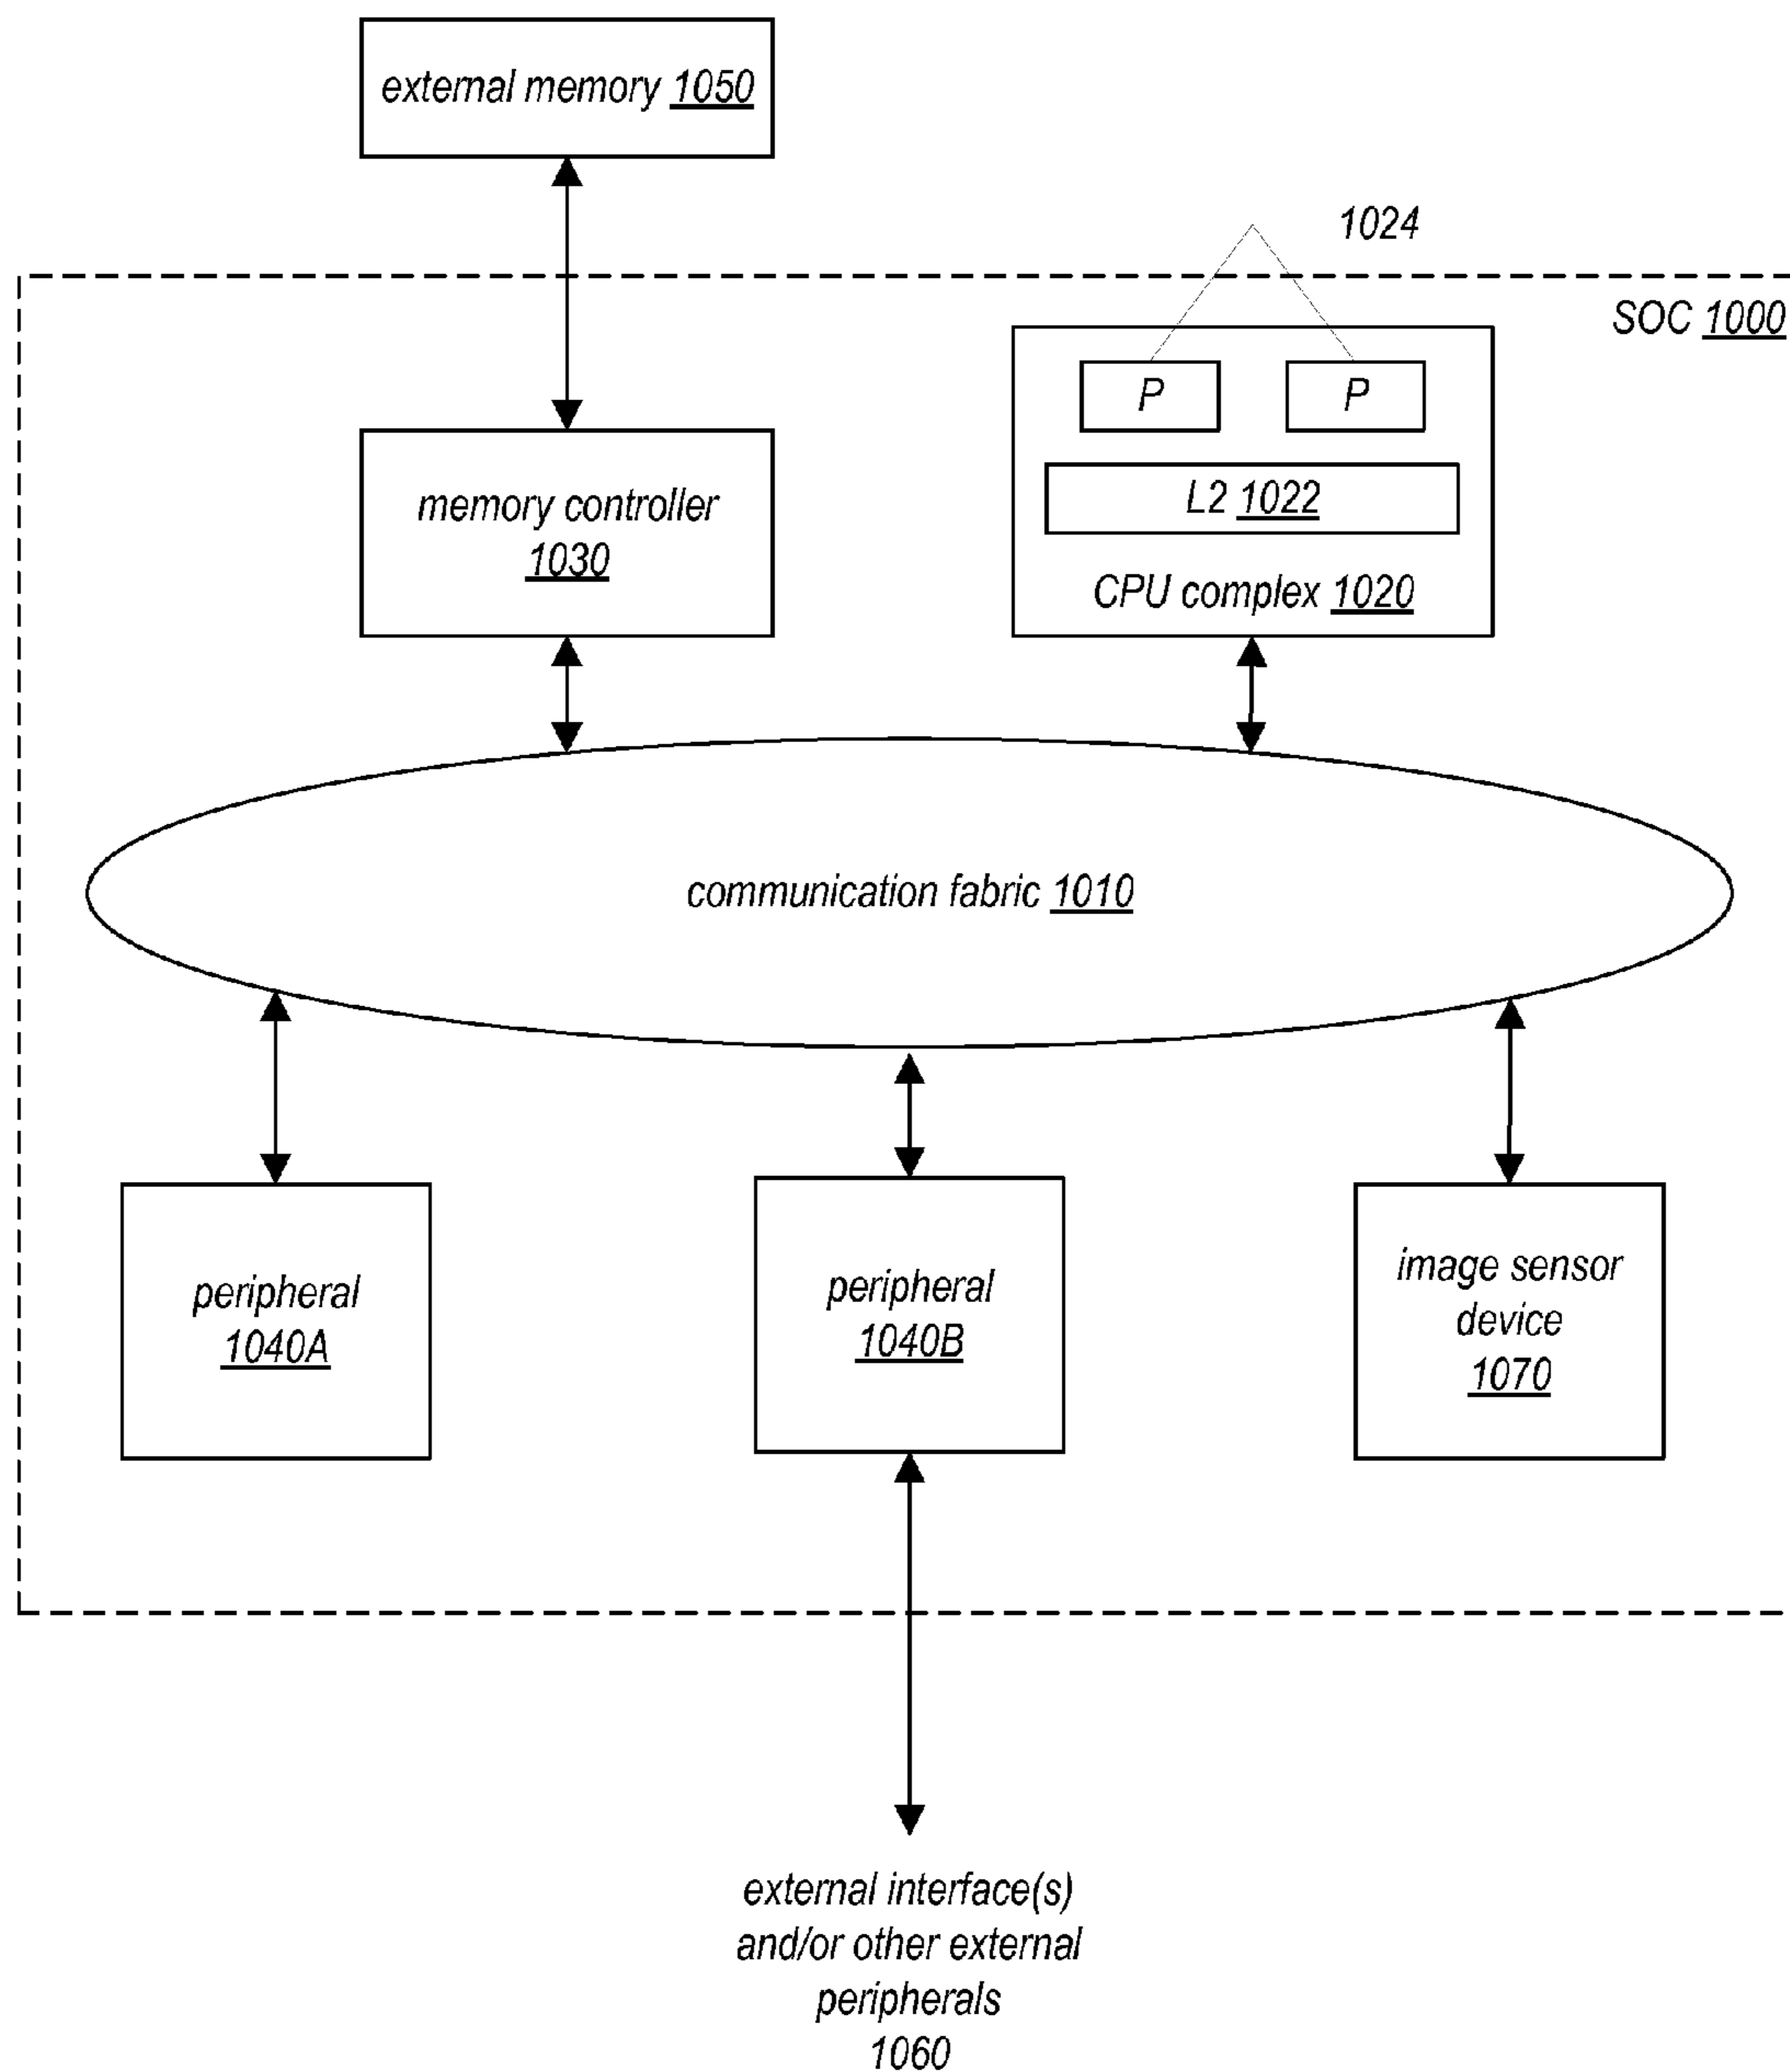 external memory 1050
1024
SOC 1000
P
P
L2 1022
memory controller
1030
CPU complex 1020
communication fabric 1010
peripheral
1040A
peripheral
1040B
image sensor
device
1070
external interface(s)
and/or other external
peripherals
1060